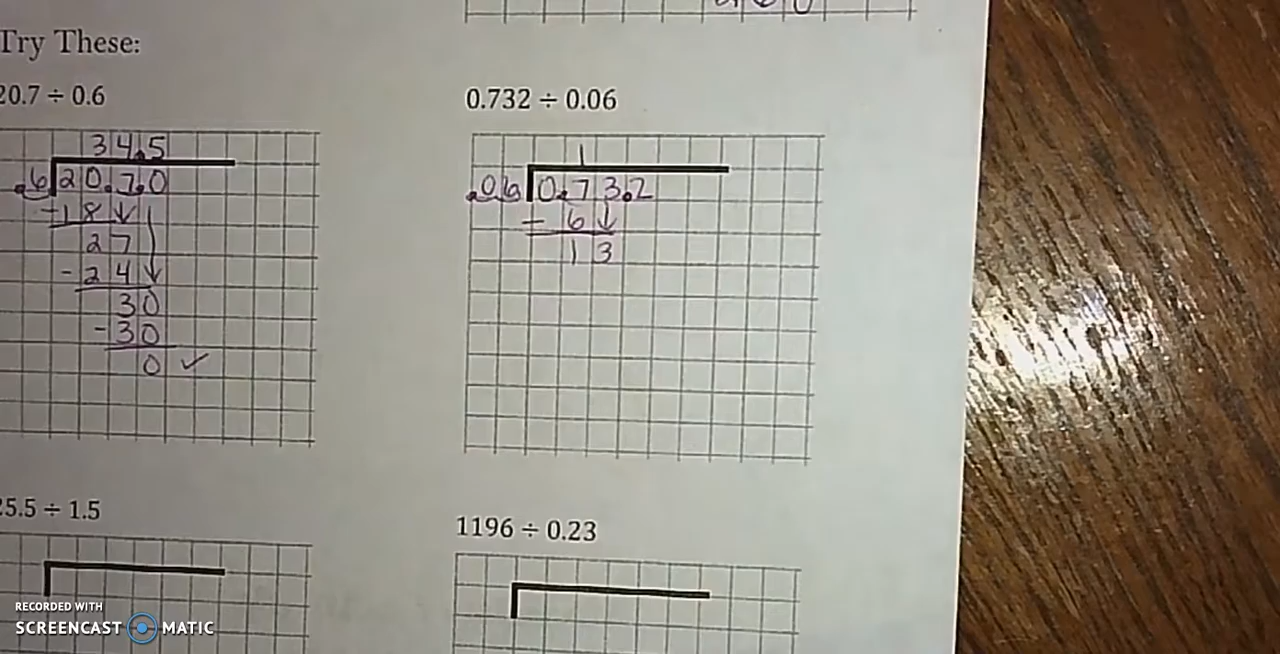 Try These:
20.7 ÷ 0.6
34.5
.6 20.7.0
-18
27
-24
30
-30
0 ✓
0.732 ÷ 0.06
1
.06 0.73.2
- 6
13
25.5 ÷ 1.5
1196 ÷ 0.23
RECORDED WITH
SCREENCAST MATIC